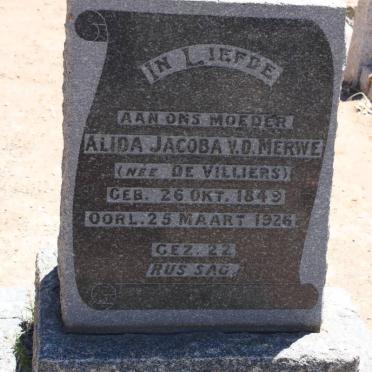 IN LIEFDE
AAN ONS MOEDER
ALIDA JACOBA V.D. MERWE
(NEE DE VILLIERS)
GEB. 26 OKT. 1849
OORL. 25 MAART 1926
GEZ. 22
RUS SAG.